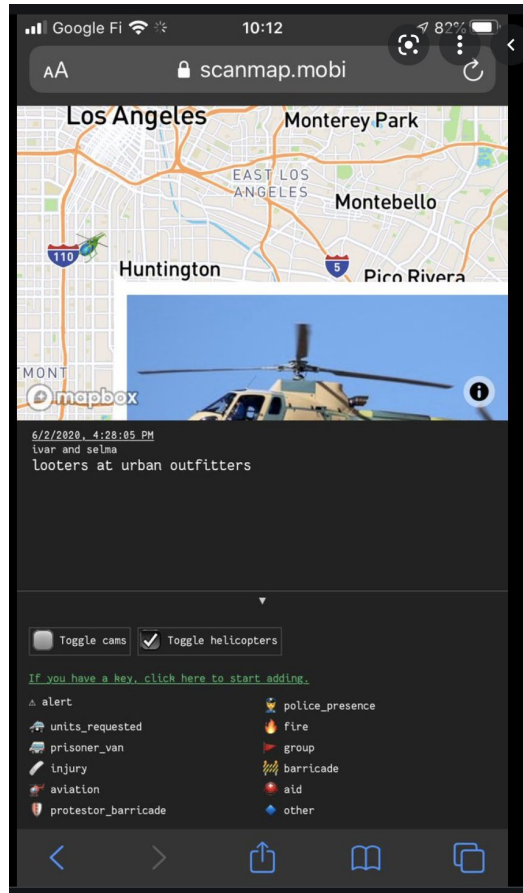 Google Fi 10:12 82%
AA scanmap.mobi
Los Angeles
Monterey Park
EAST LOS
ANGELES
Montebello
110
Huntington
5
Pico Rivera
MONT
mapbox
6/2/2020, 4:28:05 PM
ivar and selma
looters at urban outfitters
Toggle cams Toggle helicopters
If you have a key, click here to start adding.
alert police_presence
units_requested fire
prisoner_van group
injury barricade
aviation aid
protestor_barricade other